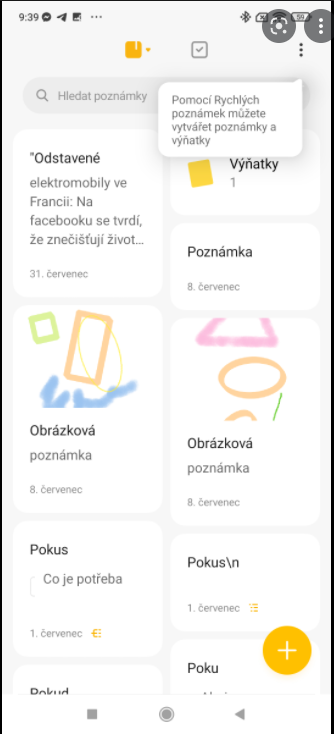 9:39
59
Hledat poznámky
Pomocí Rychlých
poznámek můžete
vytvářet poznámky a
výňatky
"Odstavené
elektromobily ve
Francii: Na
facebooku se tvrdí,
že znečišťují život...
31. červenec
Výňatky
1
Poznámka
8. červenec
Obrázková
poznámka
8. červenec
Obrázková
poznámka
8. červenec
Pokus
Co je potřeba
1. červenec
Pokus\n
1. červenec
Pokud
Poku